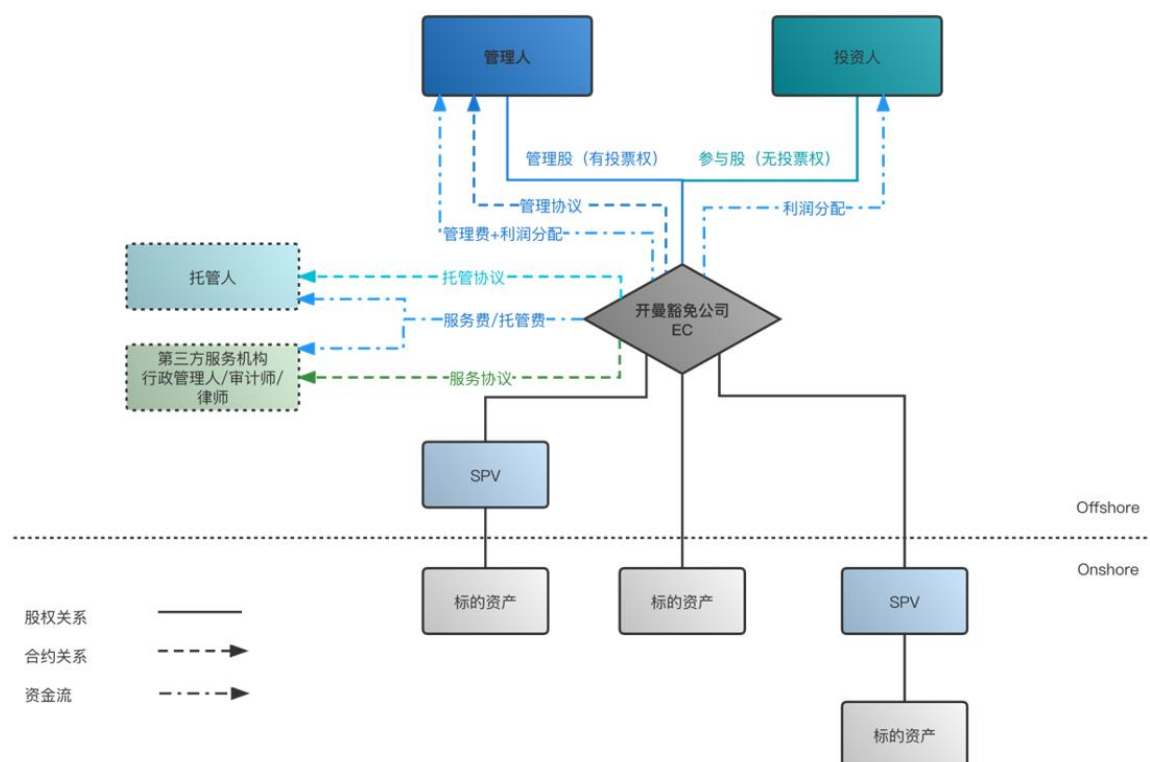 管理人
投资人
管理股（有投票权）
参与股（无投票权）
管理协议
利润分配
管理费+利润分配
托管人
托管协议
开曼豁免公司
EC
服务费/托管费
第三方服务机构
行政管理人/审计师/
律师
服务协议
SPV
Offshore
Onshore
标的资产
标的资产
SPV
股权关系
合约关系
资金流
标的资产